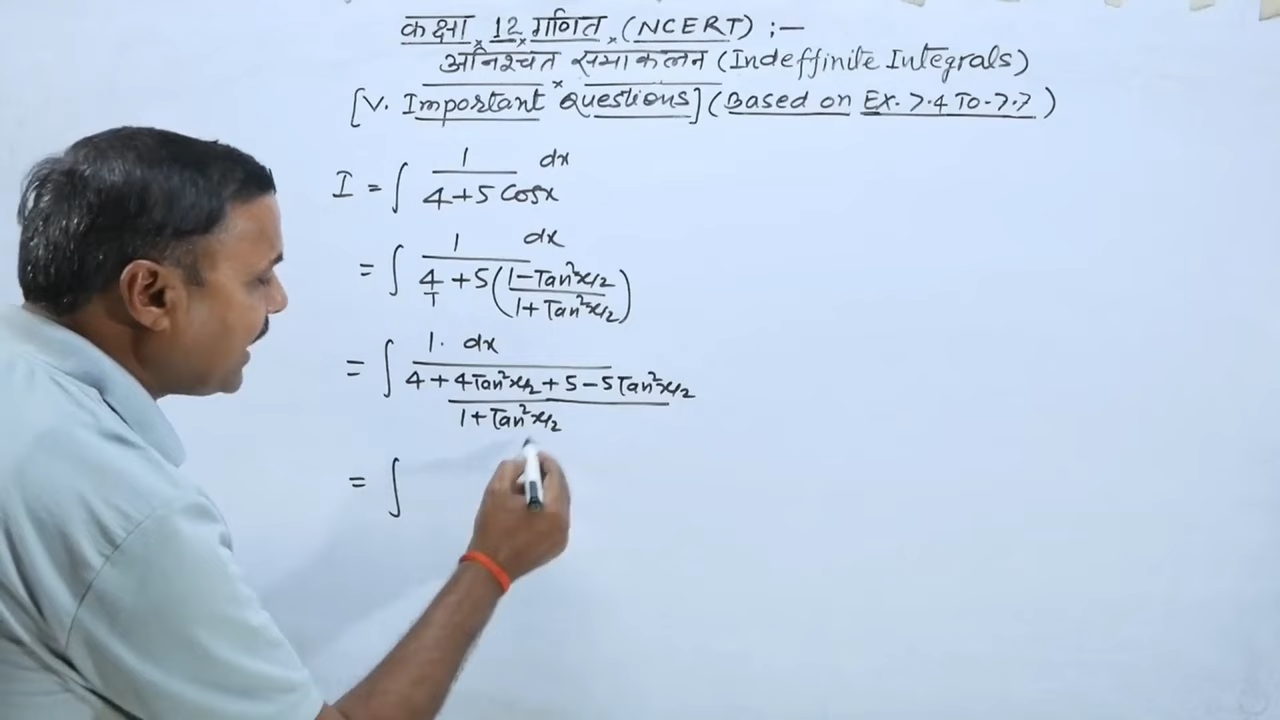 कक्षा 12 गणित (NCERT) :-
अनिश्चत समाकलन (Indeffinite Integrals)
[V. Important Questions] (Based on EX. 7.4 To-7.7)
I = ∫ 1/(4+5 Cosx) dx
= ∫ 1/(4/1 + 5((1-Tan²x/2)/(1+Tan²x/2))) dx
= ∫ 1. dx/((4+4Tan²x/2+5-5Tan²x/2)/(1+Tan²x/2))
= ∫